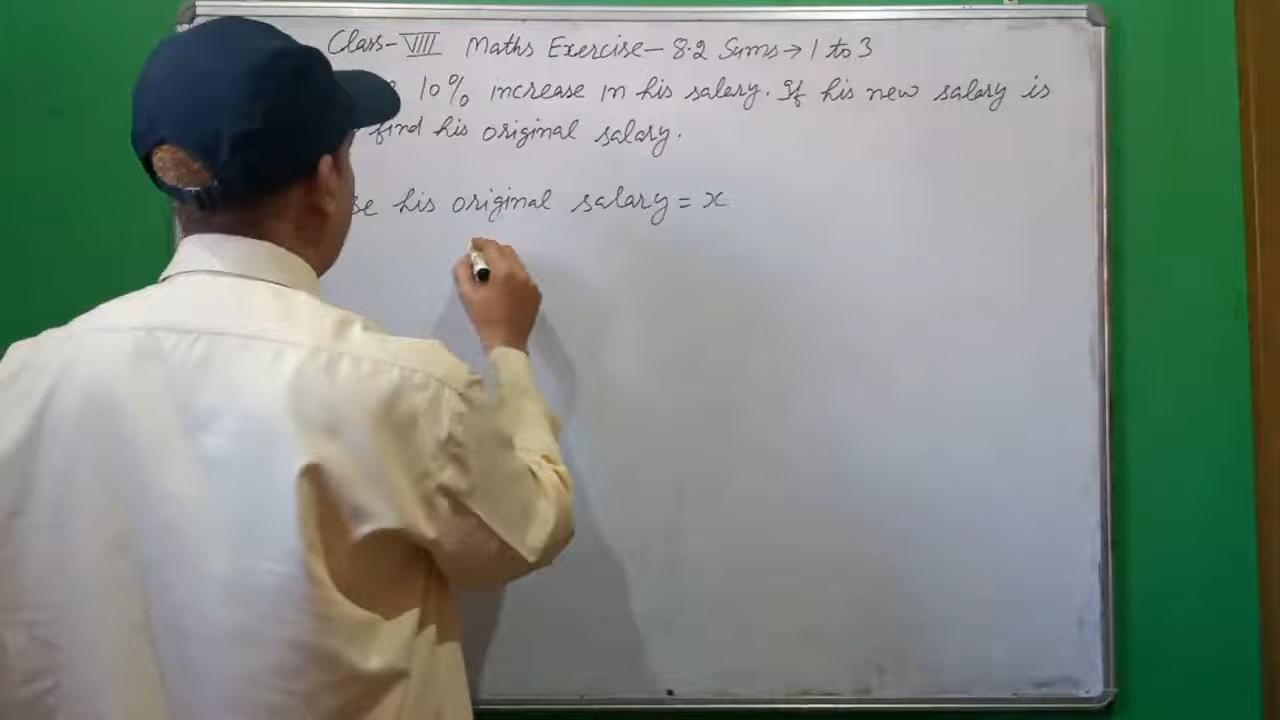 Class-VIII Maths Exercise-8.2 Sums→1 to 3
10% increase in his salary. If his new salary is
find his original salary.
his original salary = x